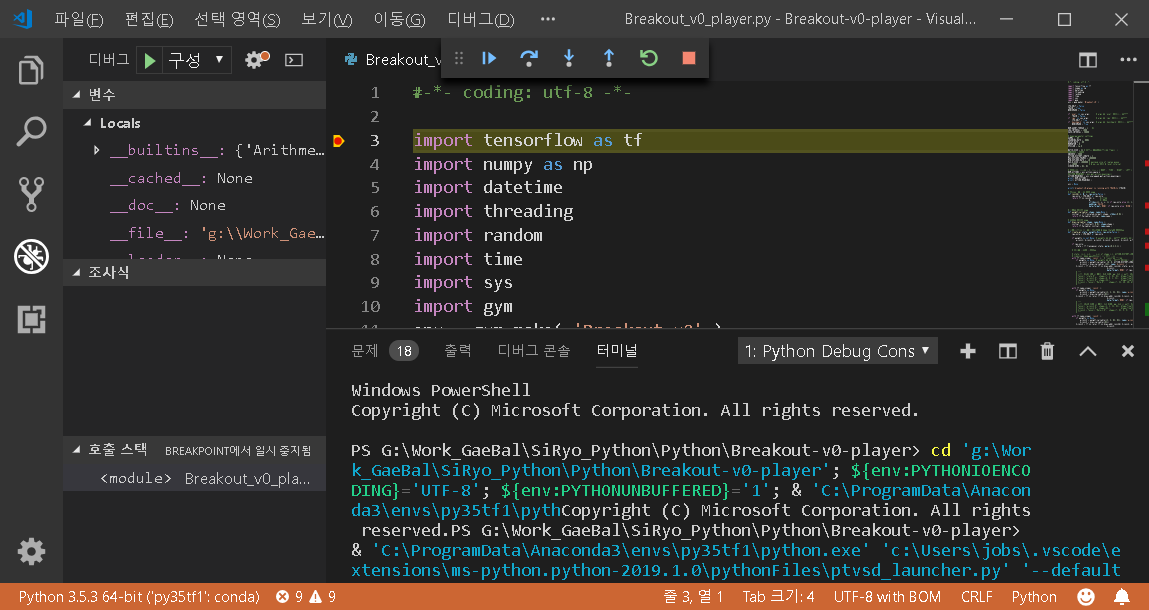 파일(F) 편집(E) 선택 영역(S) 보기(V) 이동(G) 디버그(D) ··· Breakout_v0_player.py - Breakout-v0-player - Visual...
디버그 구성
Breakout_v
변수
Locals
__builtins__: {'Arithme...
__cached__: None
__doc__: None
__file__: 'g:\\Work_Gae...
조사식
호출 스택 BREAKPOINT에서 일시 중지됨
<module> Breakout_v0_pla...
1 #-*- coding: utf-8 -*-
2
3 import tensorflow as tf
4 import numpy as np
5 import datetime
6 import threading
7 import random
8 import time
9 import sys
10 import gym
문제 18 출력 디버그 콘솔 터미널 1: Python Debug Cons
Windows PowerShell
Copyright (C) Microsoft Corporation. All rights reserved.
PS G:\Work_GaeBal\SiRyo_Python\Python\Breakout-v0-player> cd 'g:\Wor
k_GaeBal\SiRyo_Python\Python\Breakout-v0-player'; ${env:PYTHONIOENCO
DING}='UTF-8'; ${env:PYTHONUNBUFFERED}='1'; & 'C:\ProgramData\Anacon
da3\envs\py35tf1\pythCopyright (C) Microsoft Corporation. All rights
reserved.PS G:\Work_GaeBal\SiRyo_Python\Python\Breakout-v0-player>
& 'C:\ProgramData\Anaconda3\envs\py35tf1\python.exe' 'c:\Users\jobs\.vscode\e
xtensions\ms-python.python-2019.1.0\pythonFiles\ptvsd_launcher.py' '--default
Python 3.5.3 64-bit ('py35tf1': conda) 9 9 줄 3, 열 1 Tab 크기: 4 UTF-8 with BOM CRLF Python